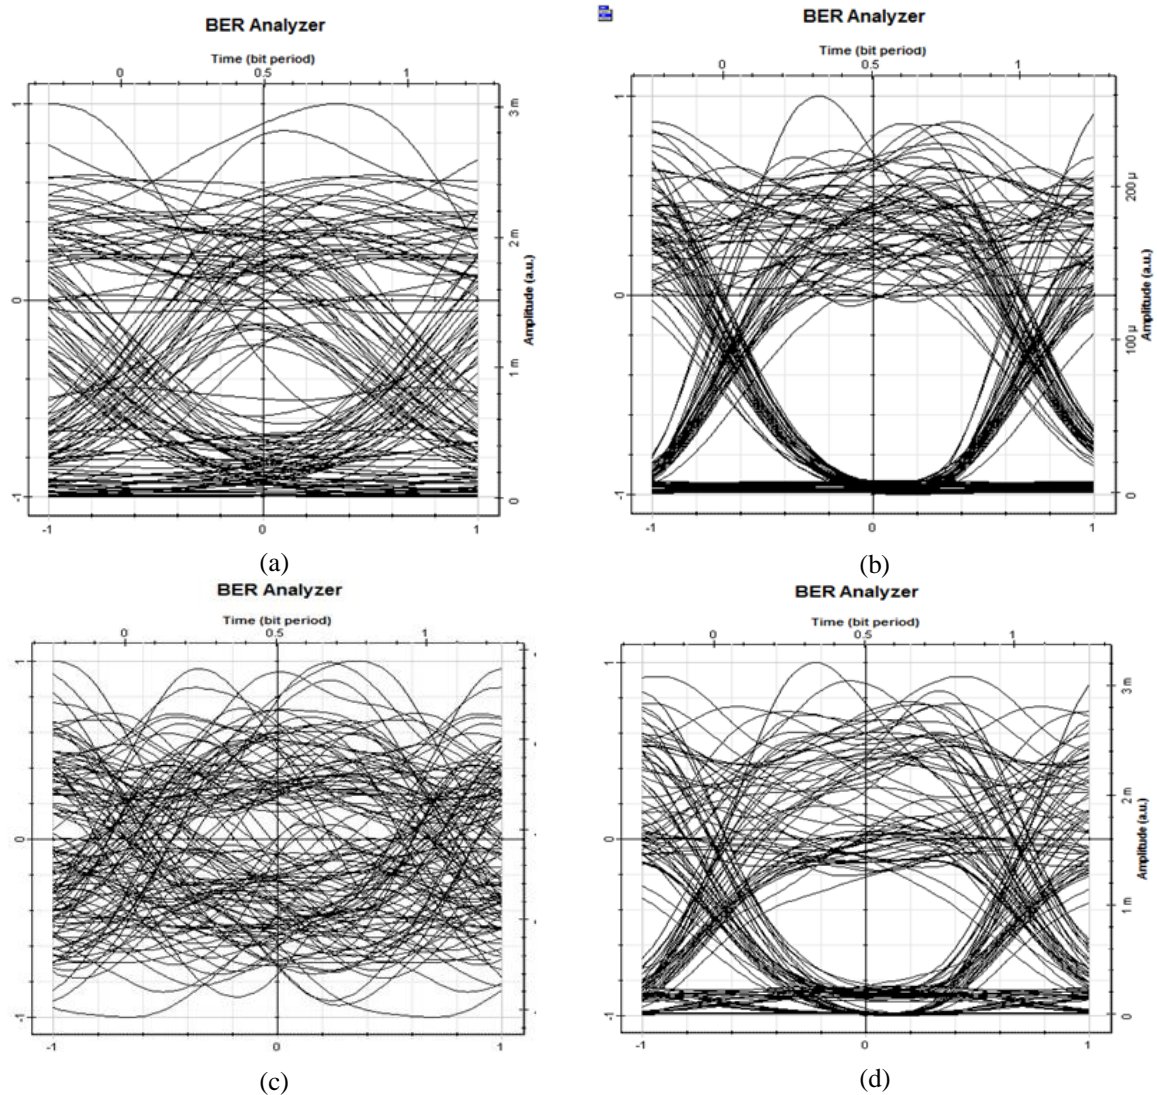 BER Analyzer
Time (bit period)
0 0.5 1
1
0
-1
3 m
2 m
1 m
0
Amplitude (a.u.)
-1 0 1
(a)
BER Analyzer
Time (bit period)
0 0.5 1
1
0
-1
200 µ
100 µ
0
Amplitude (a.u.)
-1 0 1
(b)
BER Analyzer
Time (bit period)
0 0.5 1
1
0
-1
-1 0 1
(c)
BER Analyzer
Time (bit period)
0 0.5 1
1
0
-1
3 m
2 m
1 m
0
Amplitude (a.u.)
-1 0 1
(d)